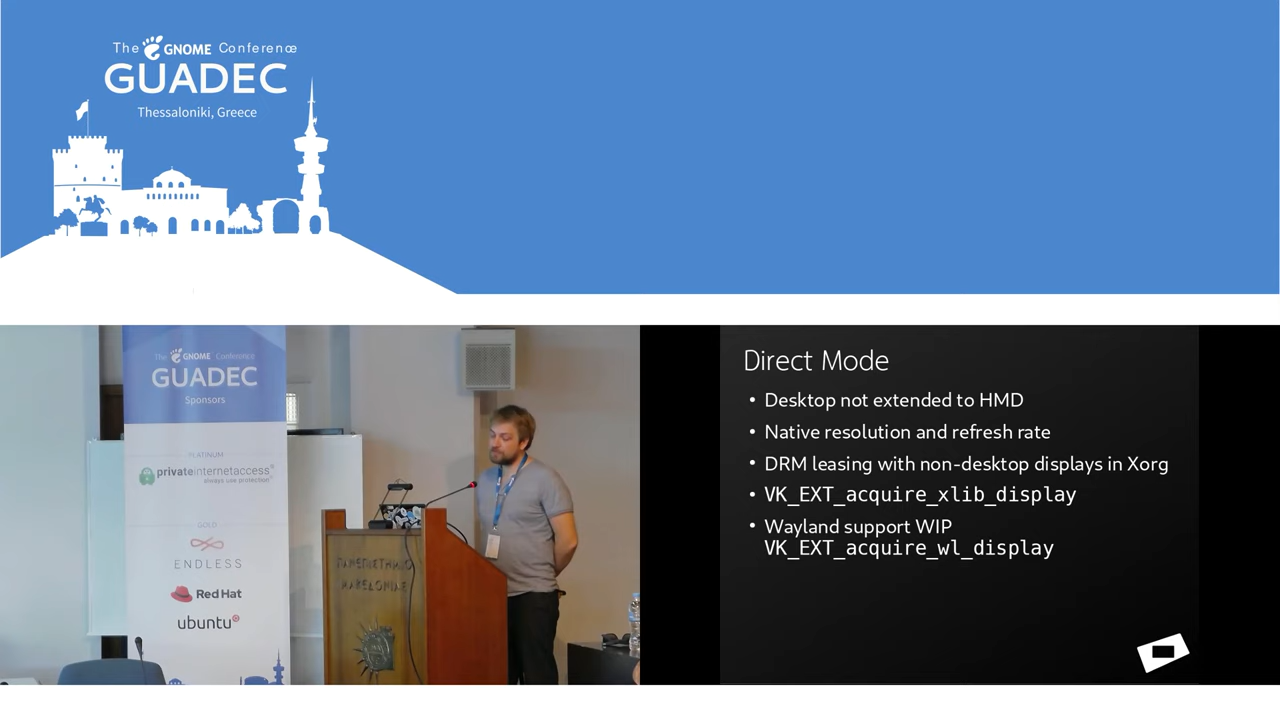 The GNOME Conference
GUADEC
Thessaloniki, Greece
The GNOME Conference
GUADEC
Sponsors
PLATINUM
privateinternetaccess
always use protection
GOLD
ENDLESS
Red Hat
ubuntu
ΠΑΝΕΠΙΣΤΗΜΙΟ
ΜΑΚΕΔΟΝΙΑΣ
Direct Mode
• Desktop not extended to HMD
• Native resolution and refresh rate
• DRM leasing with non-desktop displays in Xorg
• VK_EXT_acquire_xlib_display
• Wayland support WIP
VK_EXT_acquire_wl_display